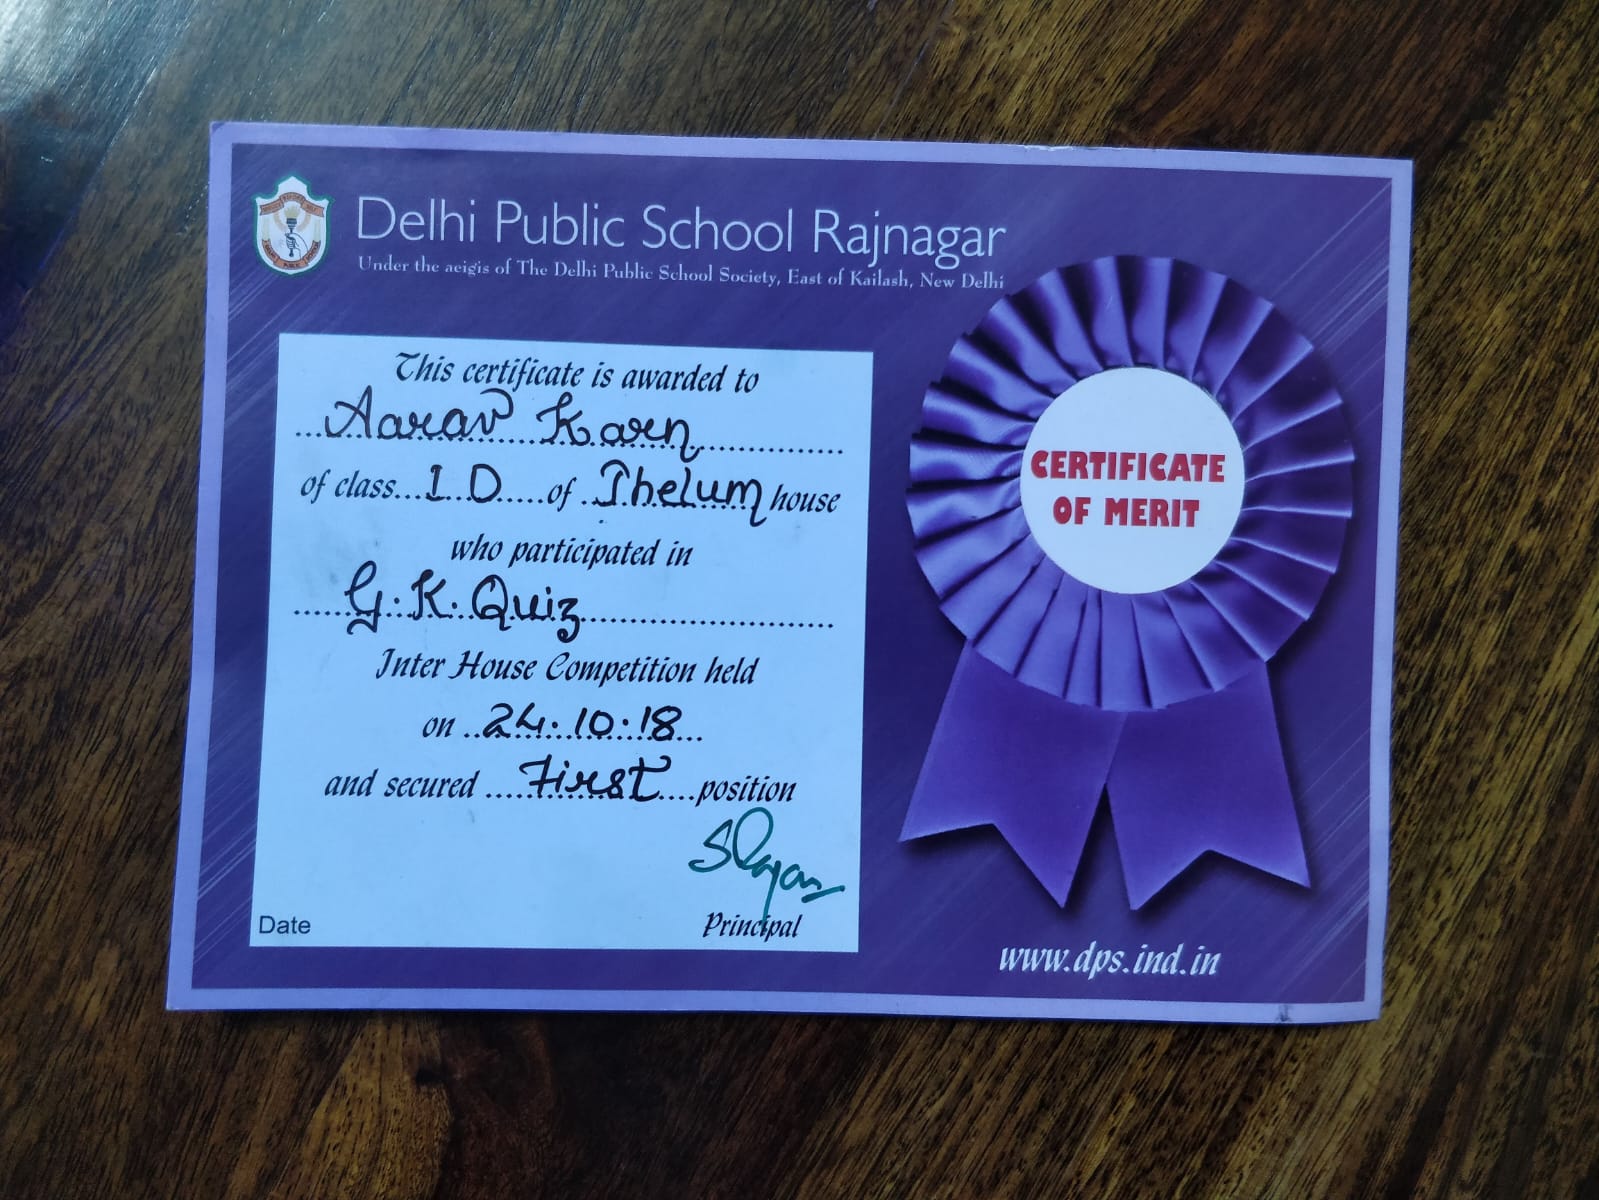 Delhi Public School Rajnagar
Under the aeigis of The Delhi Public School Society, East of Kailash, New Delhi
This certificate is awarded to
Aarav Karn
of class I D of Jhelum house
who participated in
G.K. Quiz
Inter House Competition held
on 24.10.18
and secured First position
Date
Principal
CERTIFICATE
OF MERIT
www.dps.ind.in